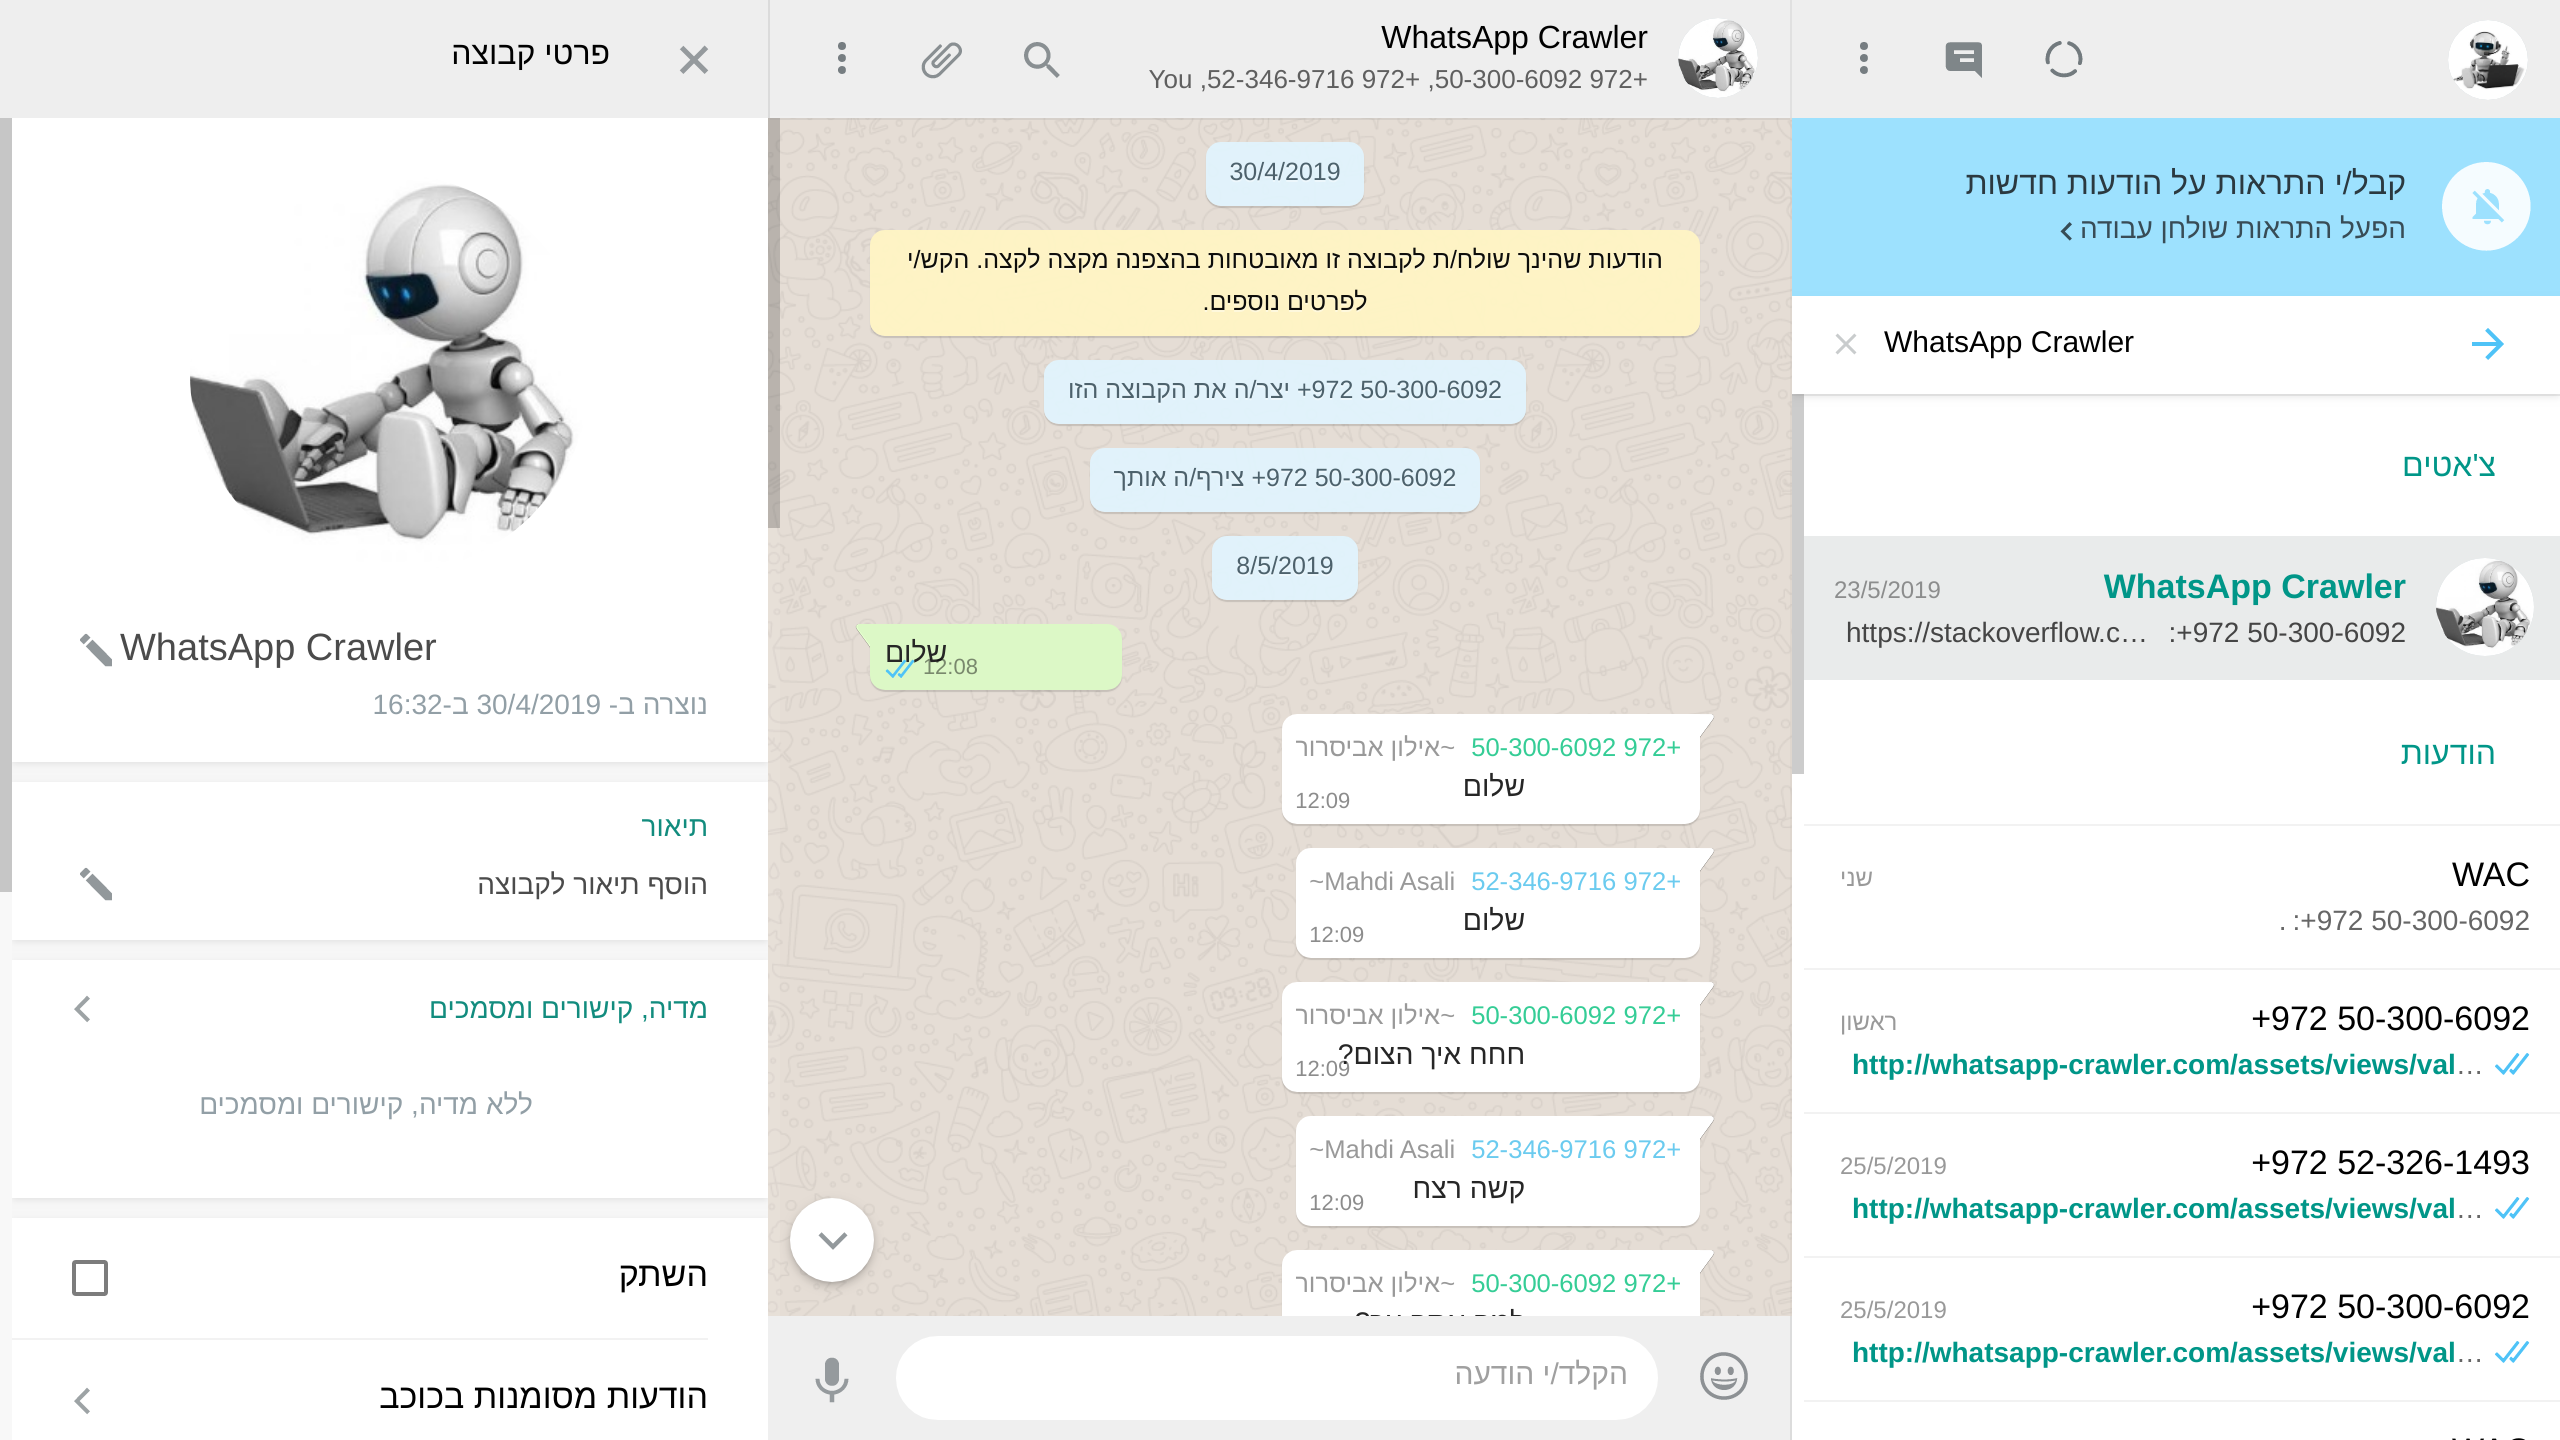 WhatsApp Crawler
+972 50-300-6092, +972 52-346-9716, You
פרטי קבוצה
קבל/י התראות על הודעות חדשות
הפעל התראות שולחן עבודה
WhatsApp Crawler
צ'אטים
WhatsApp Crawler
23/5/2019
+972 50-300-6092: https://stackoverflow.c…
הודעות
WAC
שני
+972 50-300-6092: .
+972 50-300-6092
ראשון
http://whatsapp-crawler.com/assets/views/val…
+972 52-326-1493
25/5/2019
http://whatsapp-crawler.com/assets/views/val…
+972 50-300-6092
25/5/2019
http://whatsapp-crawler.com/assets/views/val…
30/4/2019
הודעות שהינך שולח/ת לקבוצה זו מאובטחות בהצפנה מקצה לקצה. הקש/י
לפרטים נוספים.
+972 50-300-6092 יצר/ה את הקבוצה הזו
+972 50-300-6092 צירף/ה אותך
8/5/2019
שלום
12:08
+972 50-300-6092 ~אילון אביסרור
שלום
12:09
+972 52-346-9716 ~Mahdi Asali
שלום
12:09
+972 50-300-6092 ~אילון אביסרור
חחח איך הצום?
12:09
+972 52-346-9716 ~Mahdi Asali
קשה רצח
12:09
+972 50-300-6092 ~אילון אביסרור
הקלד/י הודעה
WhatsApp Crawler
נוצרה ב- 30/4/2019 ב-16:32
תיאור
הוסף תיאור לקבוצה
מדיה, קישורים ומסמכים
ללא מדיה, קישורים ומסמכים
השתק
הודעות מסומנות בכוכב